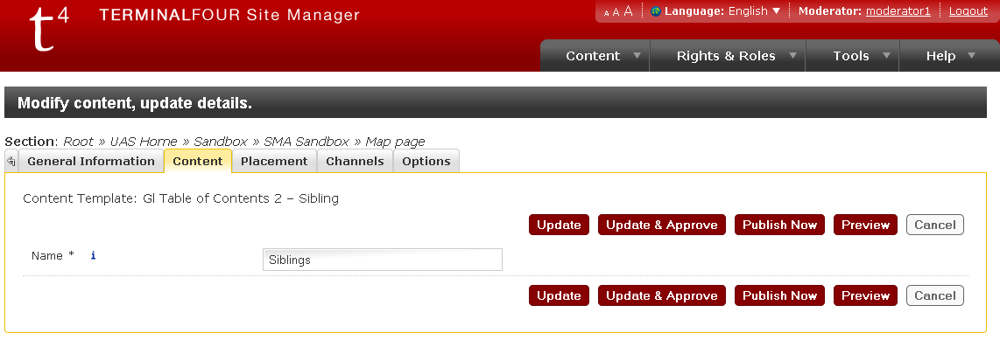 t4 TERMINALFOUR Site Manager
A A A Language: English Moderator: moderator1 Logout
Content Rights & Roles Tools Help
Modify content, update details.
Section: Root » UAS Home » Sandbox » SMA Sandbox » Map page
General Information Content Placement Channels Options
Content Template: Gl Table of Contents 2 – Sibling
Update Update & Approve Publish Now Preview Cancel
Name * i Siblings
Update Update & Approve Publish Now Preview Cancel